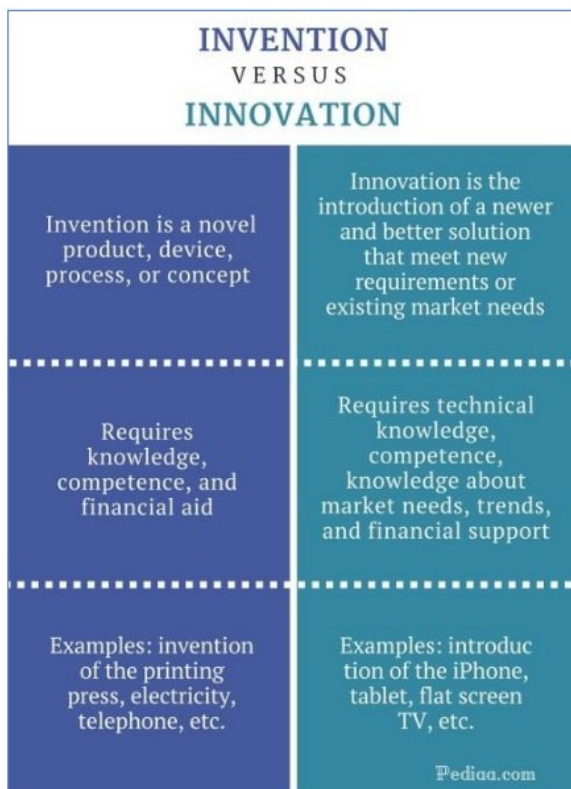 INVENTION
VERSUS
INNOVATION
Invention is a novel
product, device,
process, or concept
Innovation is the
introduction of a newer
and better solution
that meet new
requirements or
existing market needs
Requires
knowledge,
competence, and
financial aid
Requires technical
knowledge,
competence,
knowledge about
market needs, trends,
and financial support
Examples: invention
of the printing
press, electricity,
telephone, etc.
Examples: introduc
tion of the iPhone,
tablet, flat screen
TV, etc.
Pediaa.com